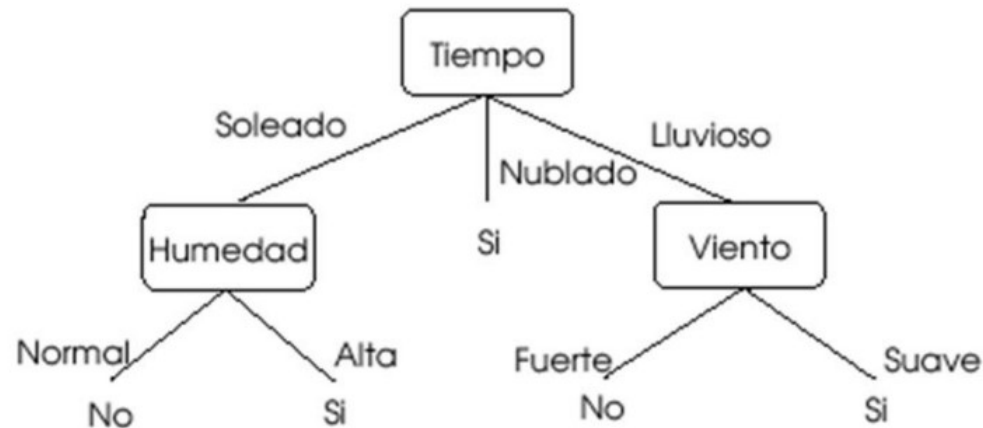 Tiempo
Soleado
Nublado
Lluvioso
Humedad
Si
Viento
Normal
Alta
Fuerte
Suave
No
Si
No
Si